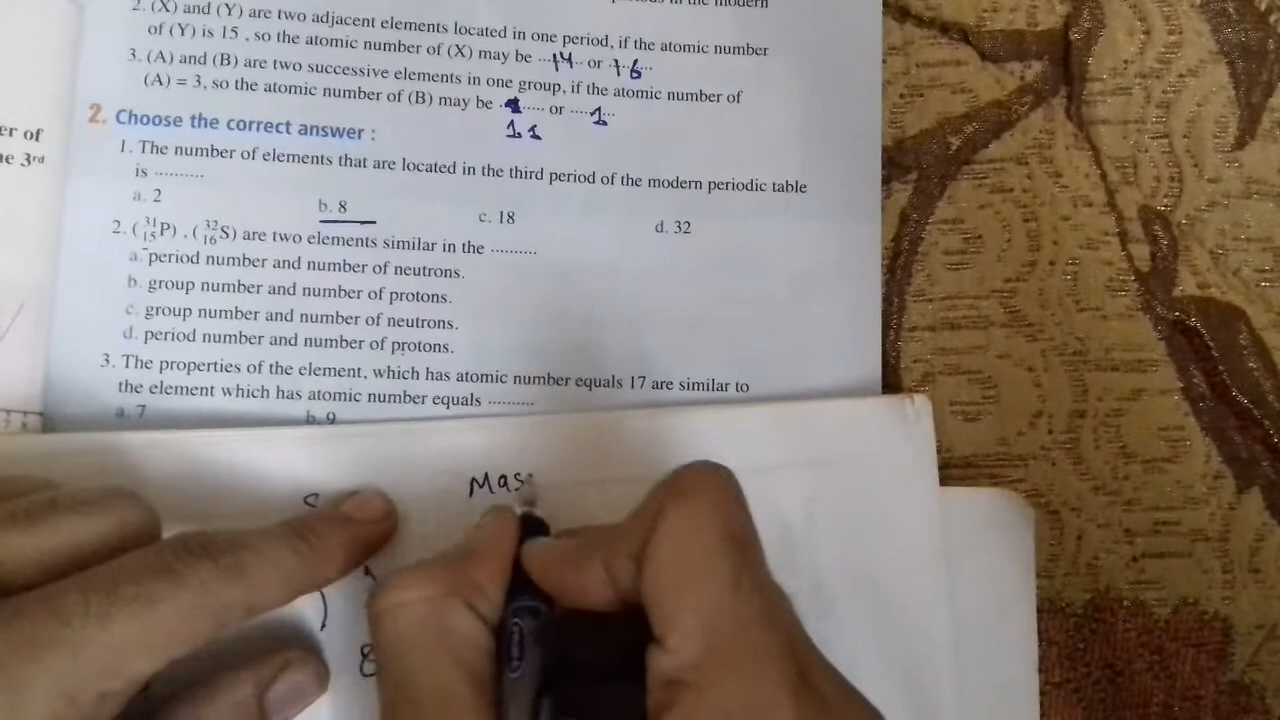 modern
2. (X) and (Y) are two adjacent elements located in one period, if the atomic number
of (Y) is 15 , so the atomic number of (X) may be ...14.. or .16...
3. (A) and (B) are two successive elements in one group, if the atomic number of
(A) = 3, so the atomic number of (B) may be ........ or ....1...
11
er of
e 3rd
2. Choose the correct answer :
1. The number of elements that are located in the third period of the modern periodic table
is ..........
a. 2 b. 8 c. 18 d. 32
2. (³¹₁₅P) , (³²₁₆S) are two elements similar in the ..........
a. period number and number of neutrons.
b. group number and number of protons.
c. group number and number of neutrons.
d. period number and number of protons.
3. The properties of the element, which has atomic number equals 17 are similar to
the element which has atomic number equals ..........
a. 7 b. 9
Mas
8